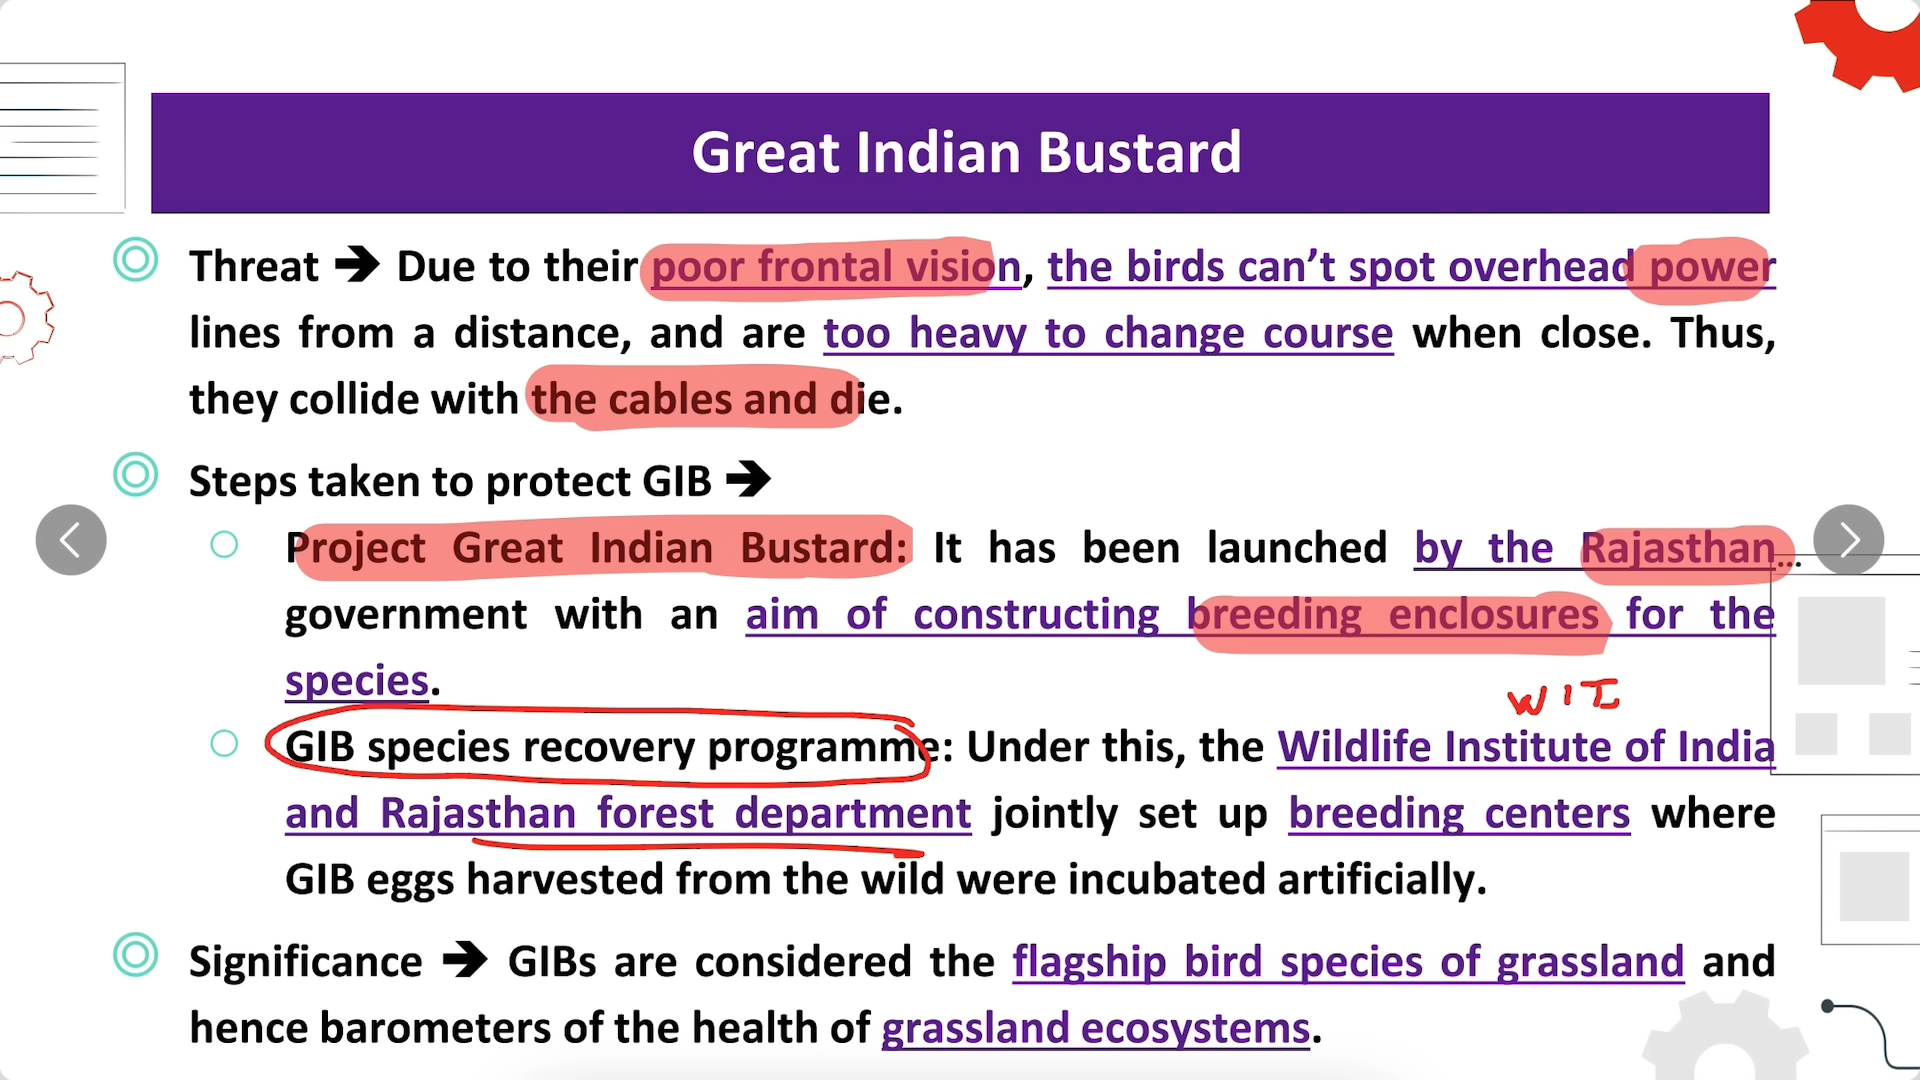 Great Indian Bustard
Threat ➔ Due to their poor frontal vision, the birds can’t spot overhead power
lines from a distance, and are too heavy to change course when close. Thus,
they collide with the cables and die.
Steps taken to protect GIB ➔
Project Great Indian Bustard: It has been launched by the Rajasthan...
government with an aim of constructing breeding enclosures for the
species.
WII
GIB species recovery programme: Under this, the Wildlife Institute of India
and Rajasthan forest department jointly set up breeding centers where
GIB eggs harvested from the wild were incubated artificially.
Significance ➔ GIBs are considered the flagship bird species of grassland and
hence barometers of the health of grassland ecosystems.